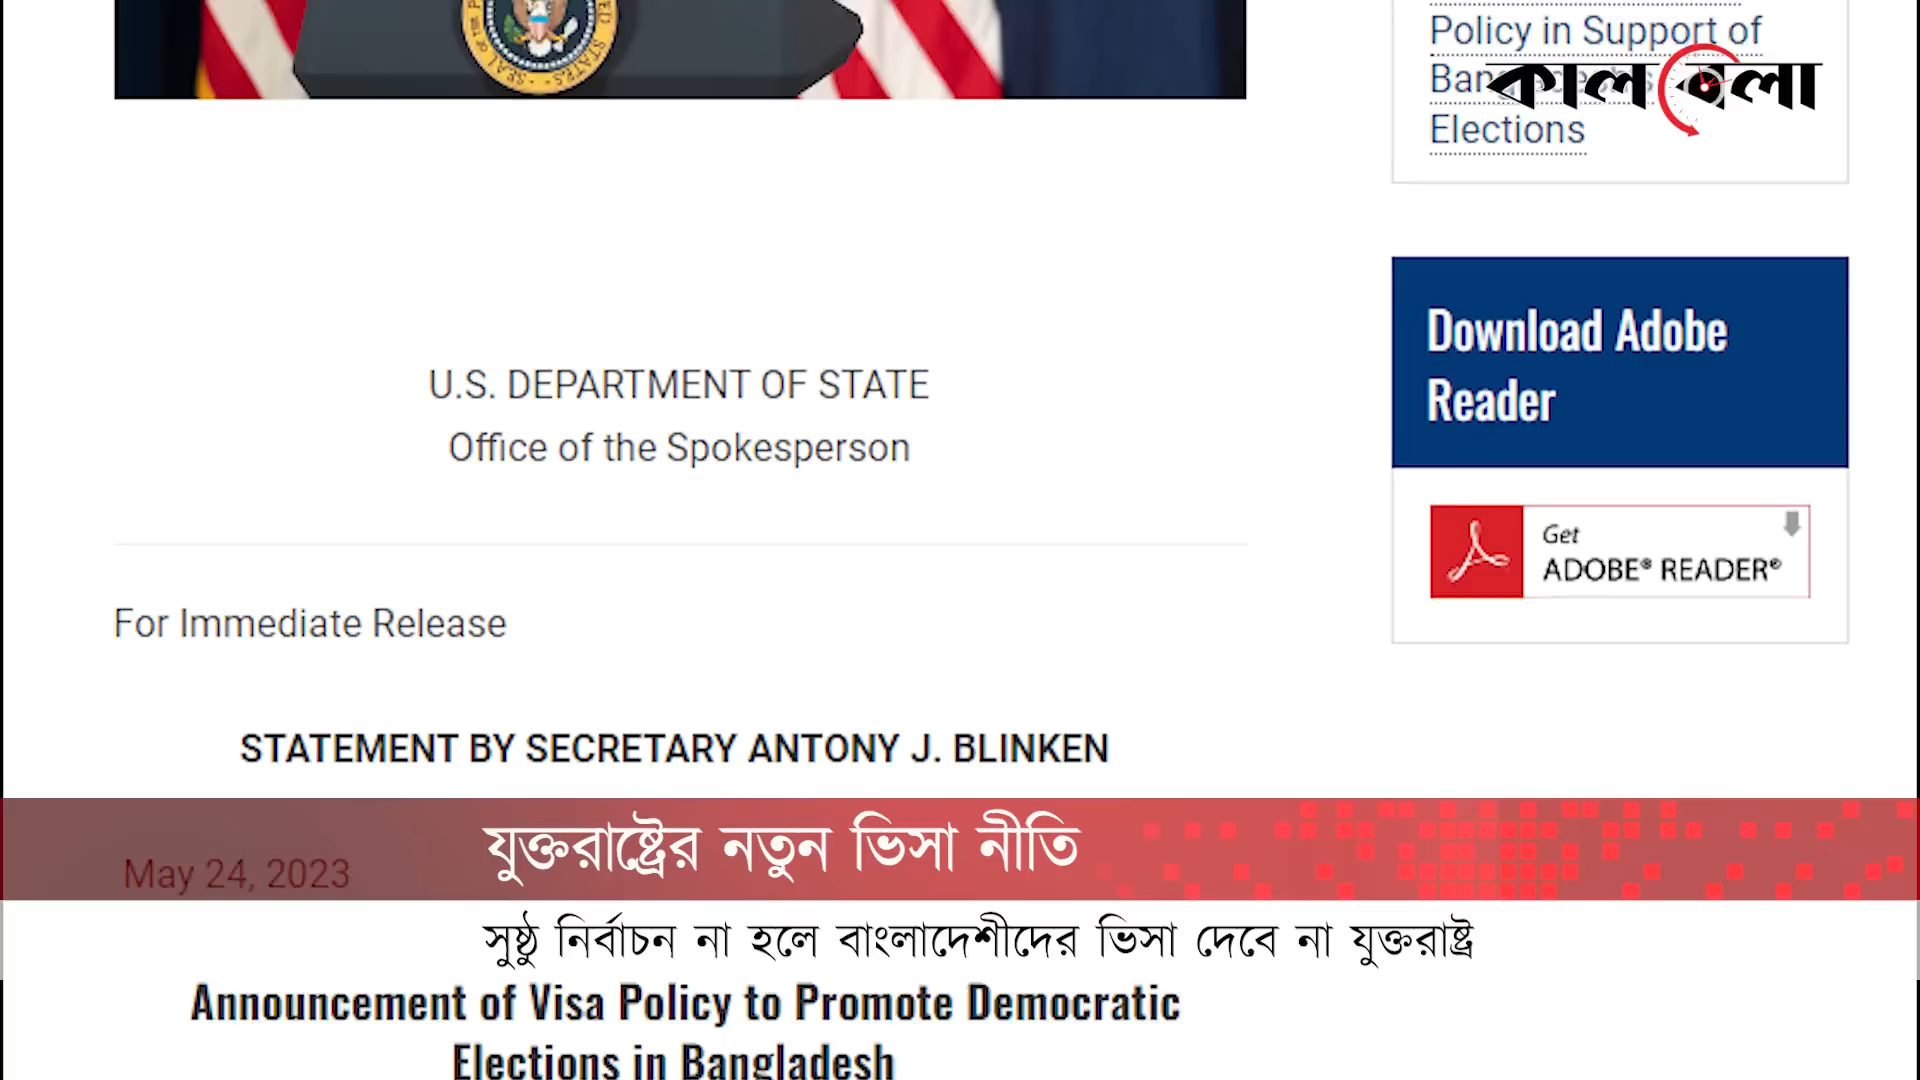 Policy in Support of
Elections
কালবেলা
Download Adobe
Reader
Get
ADOBE® READER®
U.S. DEPARTMENT OF STATE
Office of the Spokesperson
For Immediate Release
STATEMENT BY SECRETARY ANTONY J. BLINKEN
যুক্তরাষ্ট্রের নতুন ভিসা নীতি
May 24, 2023
সুষ্ঠু নির্বাচন না হলে বাংলাদেশীদের ভিসা দেবে না যুক্তরাষ্ট্র
Announcement of Visa Policy to Promote Democratic
Elections in Bangladesh